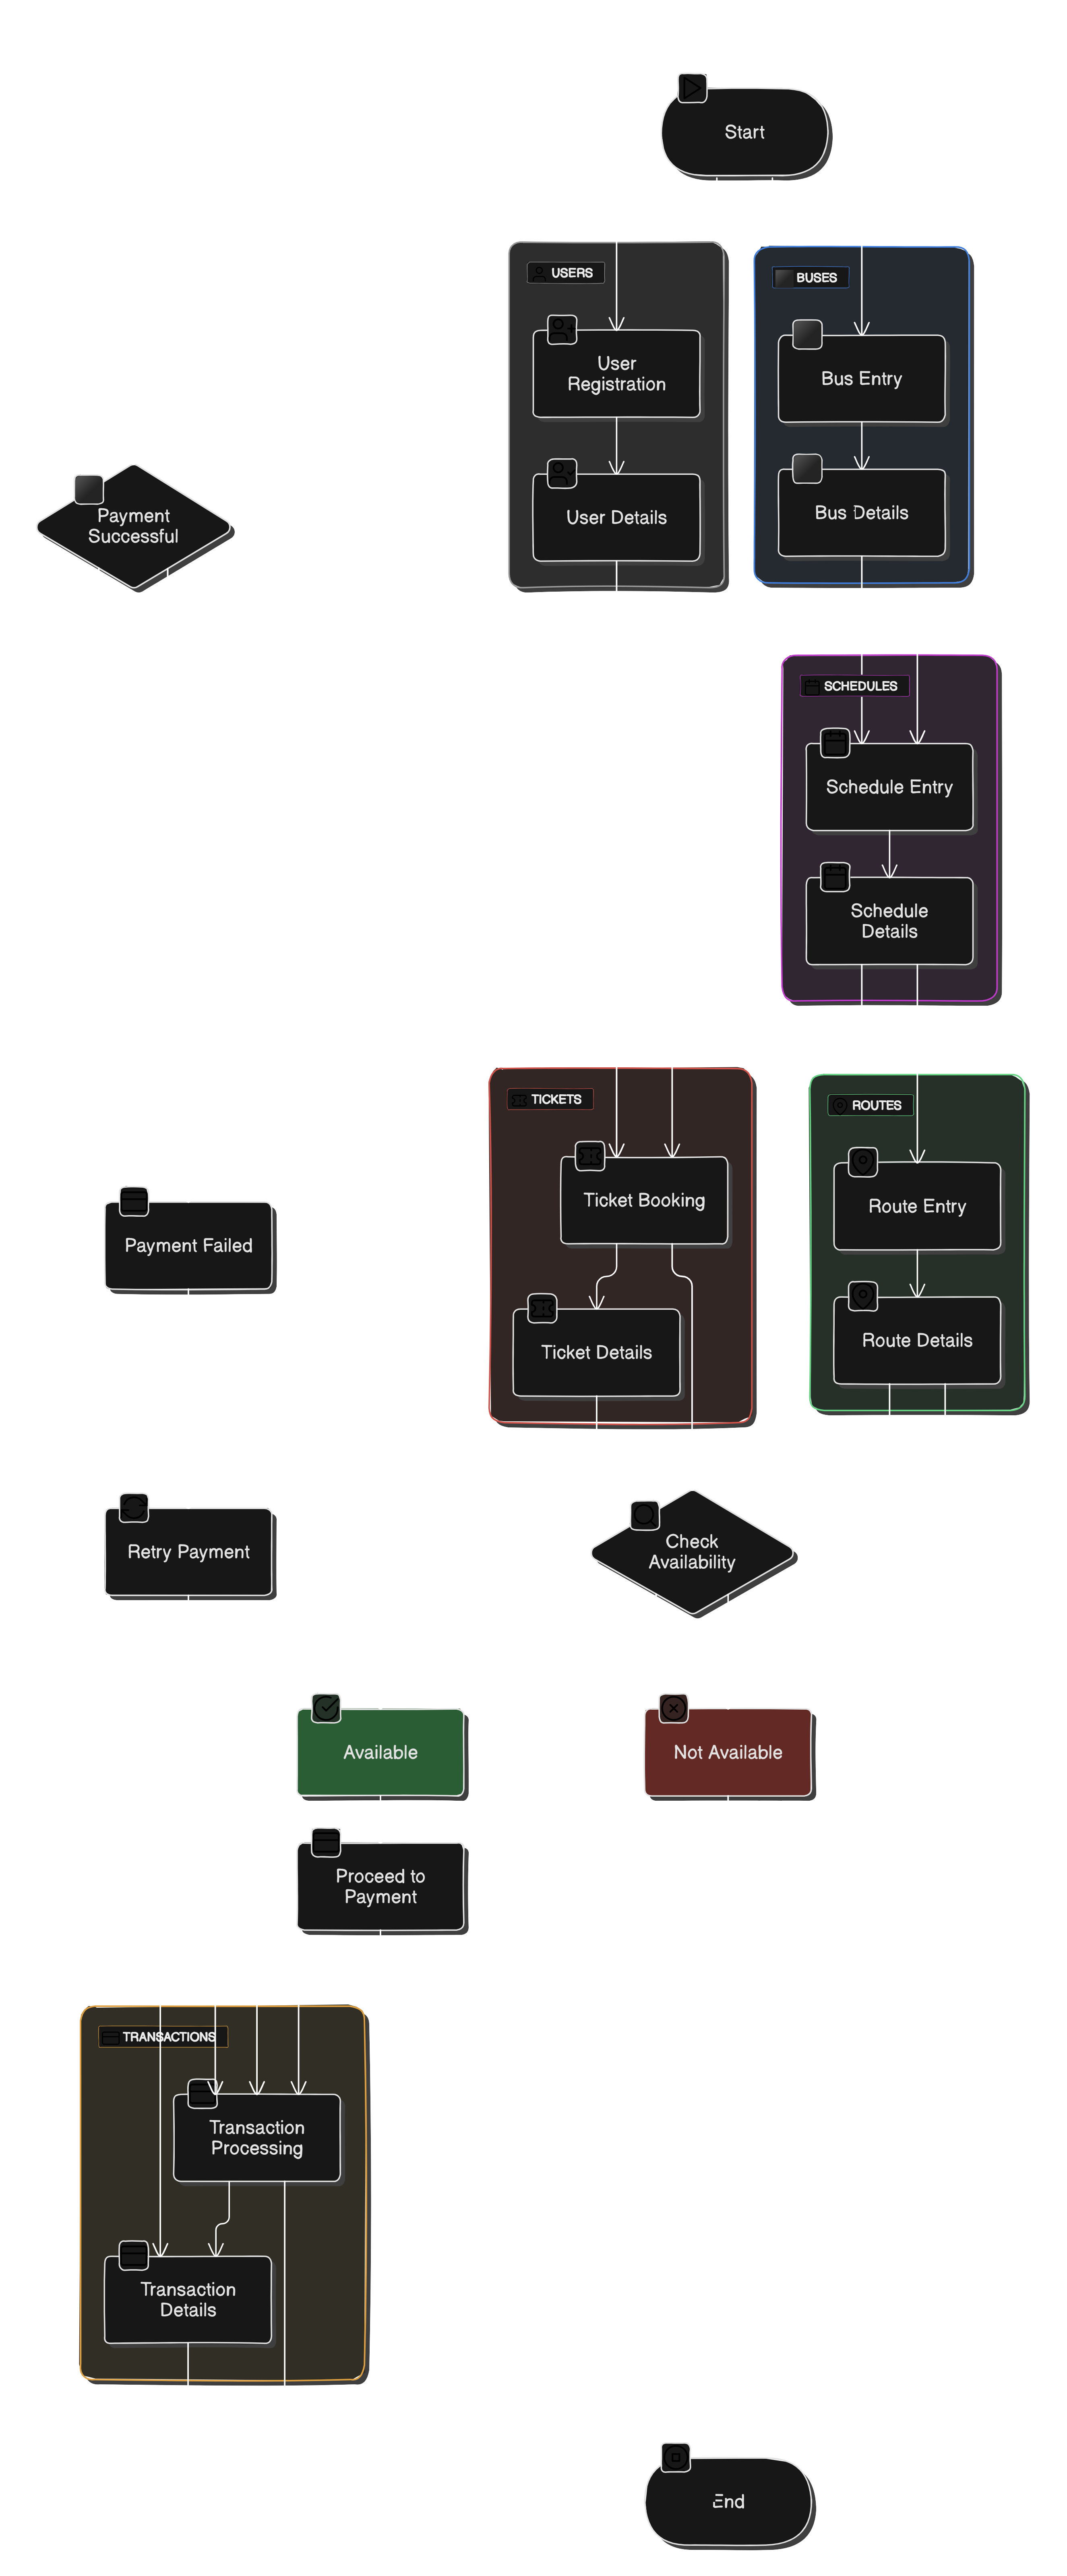 Start
USERS
User
Registration
User Details
BUSES
Bus Entry
Bus Details
Payment
Successful
SCHEDULES
Schedule Entry
Schedule
Details
TICKETS
Ticket Booking
Ticket Details
ROUTES
Route Entry
Route Details
Payment Failed
Retry Payment
Check
Availability
Available
Not Available
Proceed to
Payment
TRANSACTIONS
Transaction
Processing
Transaction
Details
End